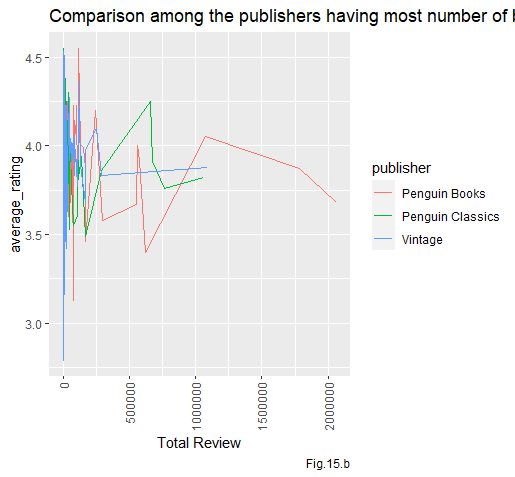 Comparison among the publishers having most number of b
4.5
4.0
3.5
3.0
average_rating
0
500000
1000000
1500000
2000000
Total Review
publisher
Penguin Books
Penguin Classics
Vintage
Fig.15.b